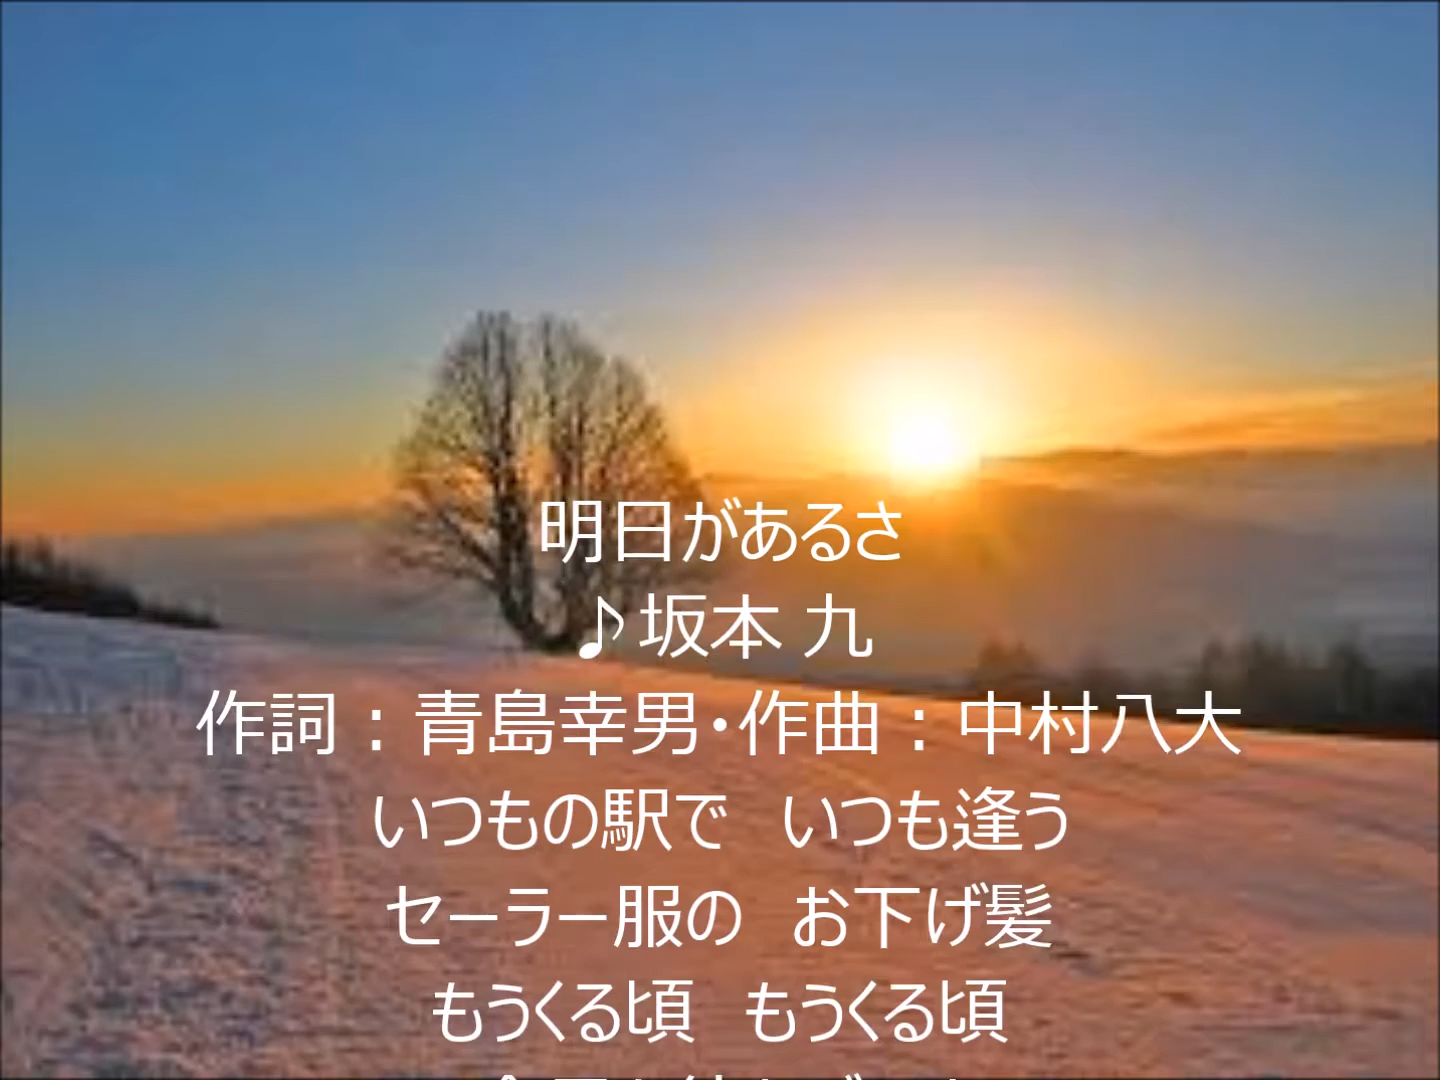 明日があるさ
♪坂本 九
作詞：青島幸男・作曲：中村八大
いつもの駅で　いつも逢う
セーラー服の　お下げ髪
もうくる頃　もうくる頃